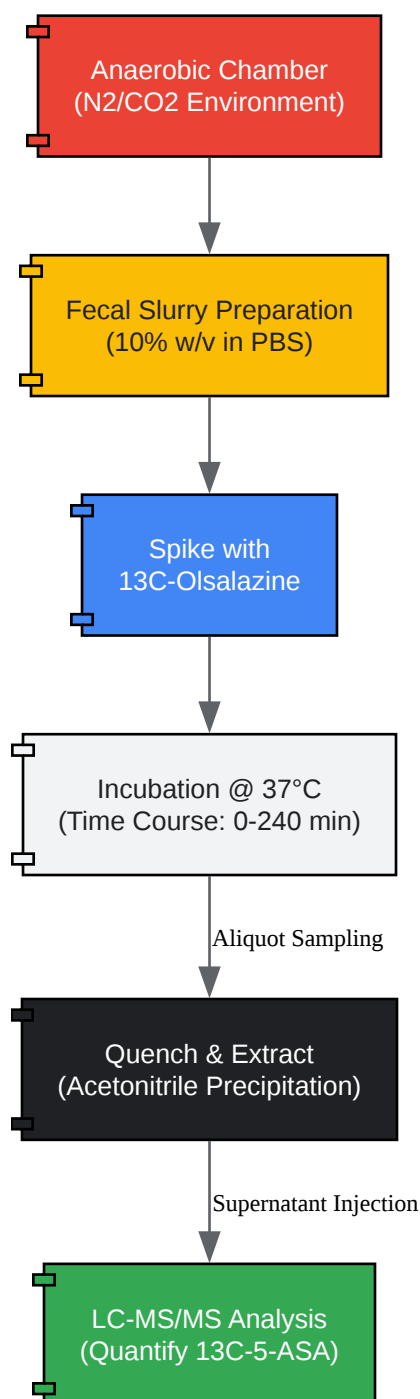 Anaerobic Chamber
(N2/CO2 Environment)
Fecal Slurry Preparation
(10% w/v in PBS)
Spike with
13C-Olsalazine
Incubation @ 37°C
(Time Course: 0-240 min)
Aliquot Sampling
Quench & Extract
(Acetonitrile Precipitation)
Supernatant Injection
LC-MS/MS Analysis
(Quantify 13C-5-ASA)